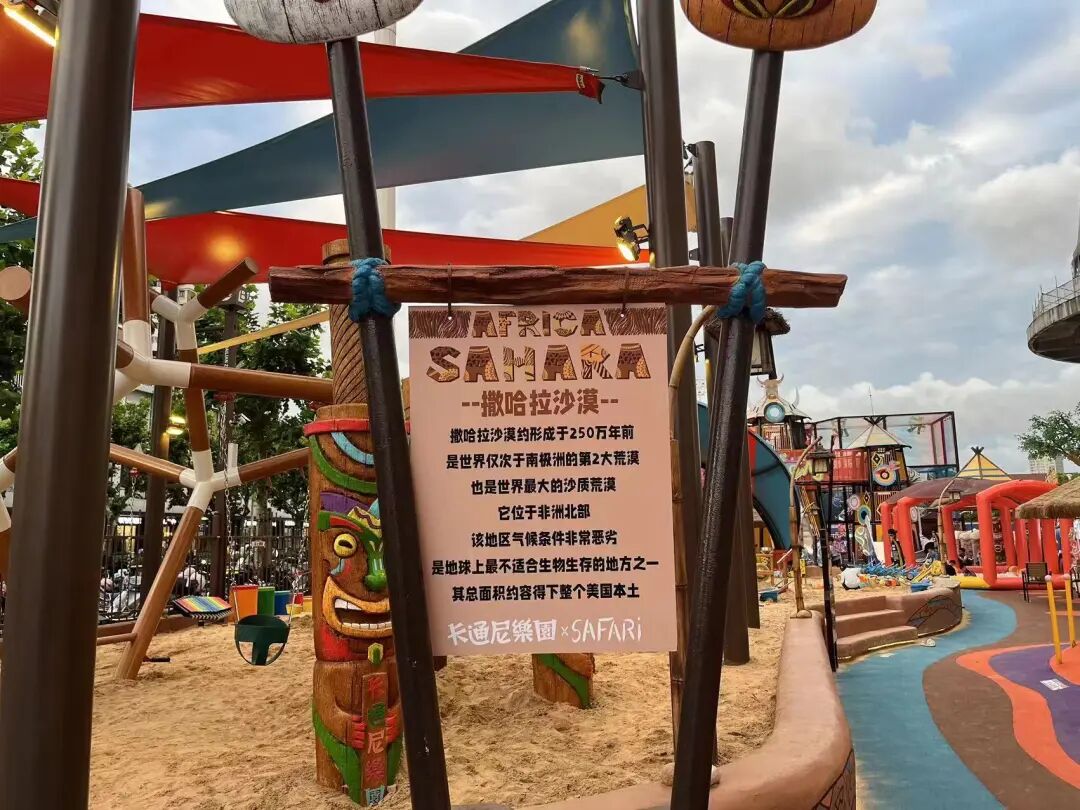 AFRICA
SAHARA
--撒哈拉沙漠--
撒哈拉沙漠约形成于250万年前
是世界仅次于南极洲的第2大荒漠
也是世界最大的沙质荒漠
它位于非洲北部
该地区气候条件非常恶劣
是地球上最不适合生物生存的地方之一
其总面积约容得下整个美国本土
卡通尼樂園×SAFARi
卡通尼樂園